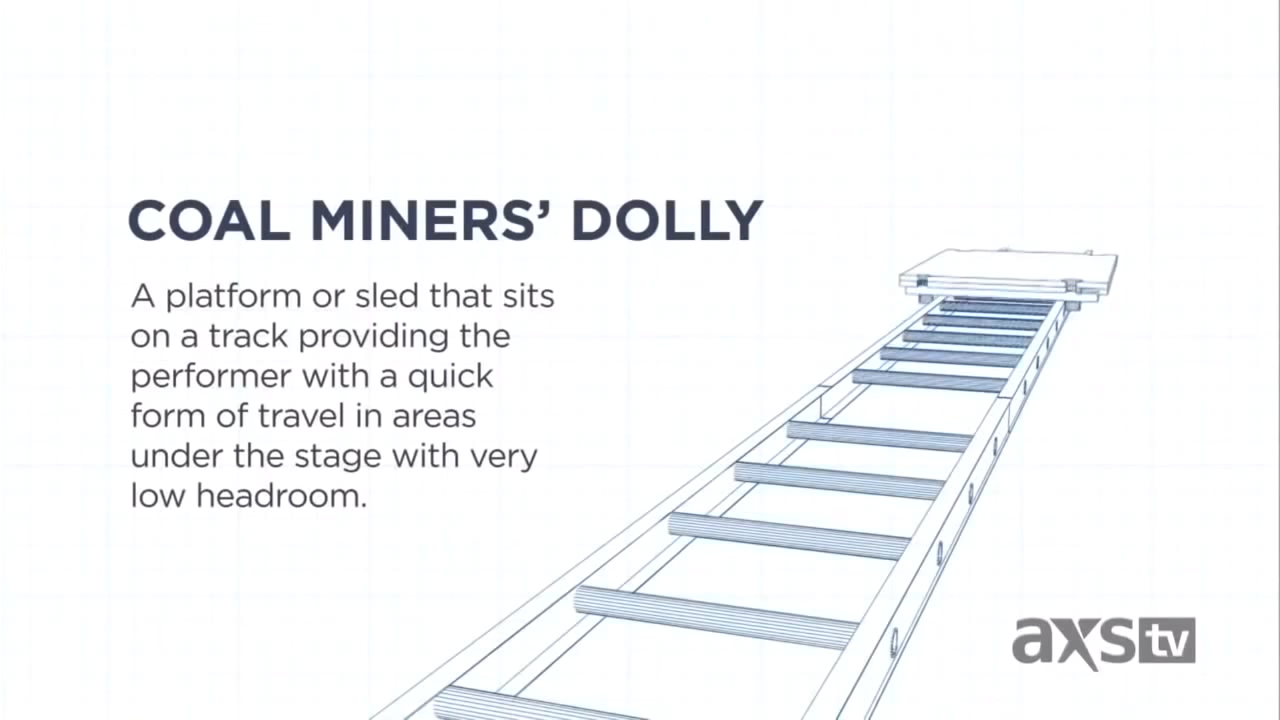 COAL MINERS’ DOLLY
A platform or sled that sits
on a track providing the
performer with a quick
form of travel in areas
under the stage with very
low headroom.
axs tv